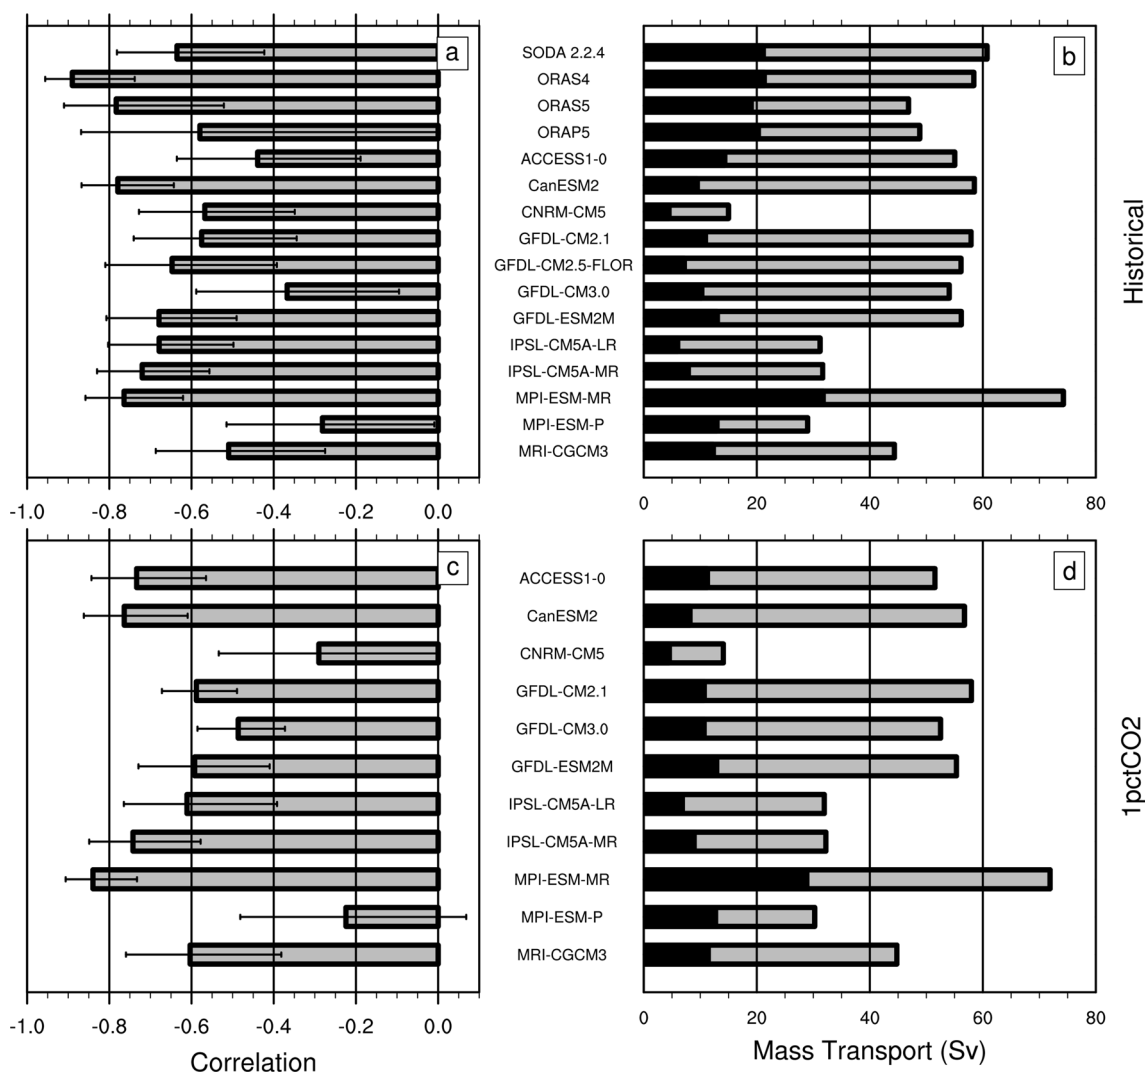 a
b
SODA 2.2.4
ORAS4
ORAS5
ORAP5
ACCESS1-0
CanESM2
CNRM-CM5
GFDL-CM2.1
GFDL-CM2.5-FLOR
GFDL-CM3.0
GFDL-ESM2M
IPSL-CM5A-LR
IPSL-CM5A-MR
MPI-ESM-MR
MPI-ESM-P
MRI-CGCM3
Historical
-1.0 -0.8 -0.6 -0.4 -0.2 0.0
0 20 40 60 80
c
d
ACCESS1-0
CanESM2
CNRM-CM5
GFDL-CM2.1
GFDL-CM3.0
GFDL-ESM2M
IPSL-CM5A-LR
IPSL-CM5A-MR
MPI-ESM-MR
MPI-ESM-P
MRI-CGCM3
1pctCO2
-1.0 -0.8 -0.6 -0.4 -0.2 0.0
0 20 40 60 80
Correlation
Mass Transport (Sv)